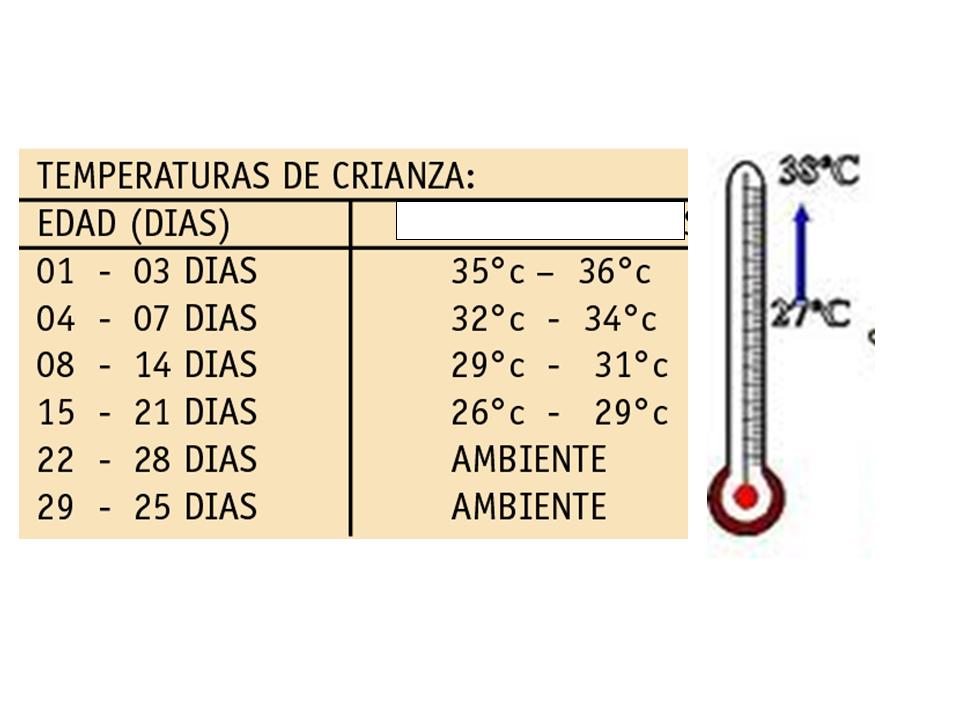 TEMPERATURAS DE CRIANZA:
EDAD (DIAS)
01 - 03 DIAS 35°c – 36°c
04 - 07 DIAS 32°c - 34°c
08 - 14 DIAS 29°c - 31°c
15 - 21 DIAS 26°c - 29°c
22 - 28 DIAS AMBIENTE
29 - 25 DIAS AMBIENTE
38°C
27°C